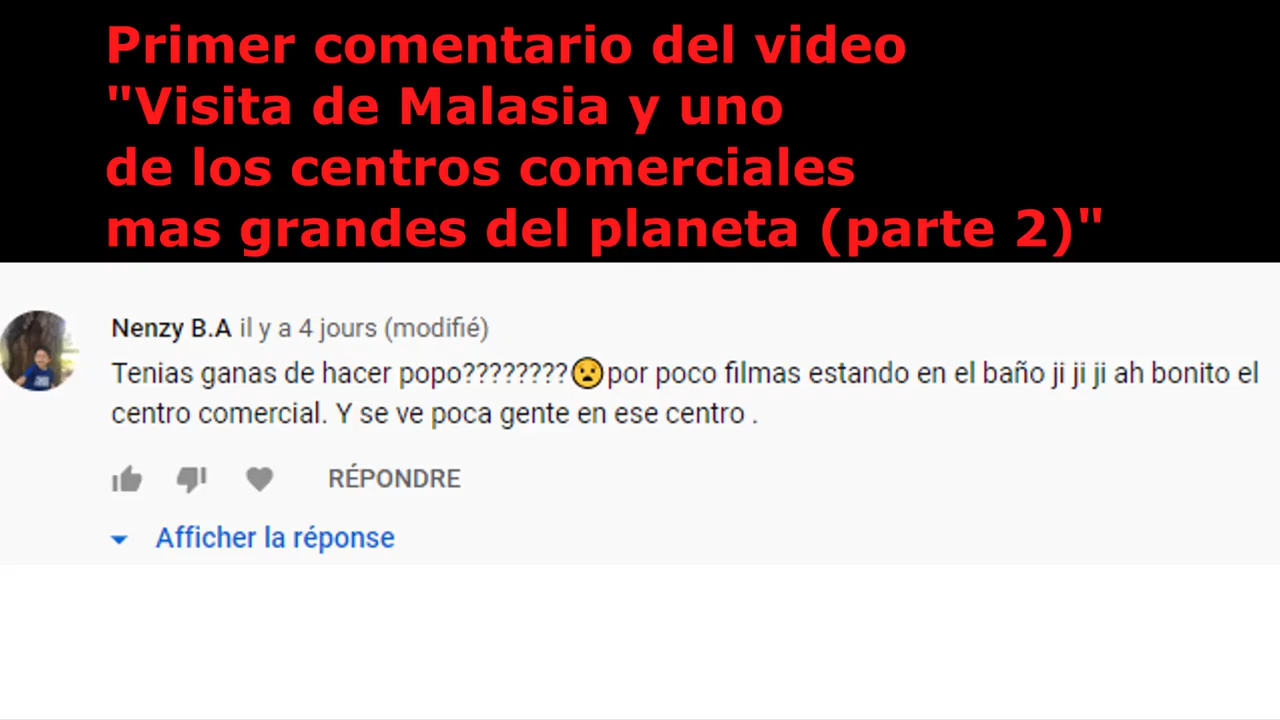 Primer comentario del video
"Visita de Malasia y uno
de los centros comerciales
mas grandes del planeta (parte 2)"
Nenzy B.A il y a 4 jours (modifié)
Tenias ganas de hacer popo????????😧por poco filmas estando en el baño ji ji ji ah bonito el
centro comercial. Y se ve poca gente en ese centro .
RÉPONDRE
Afficher la réponse